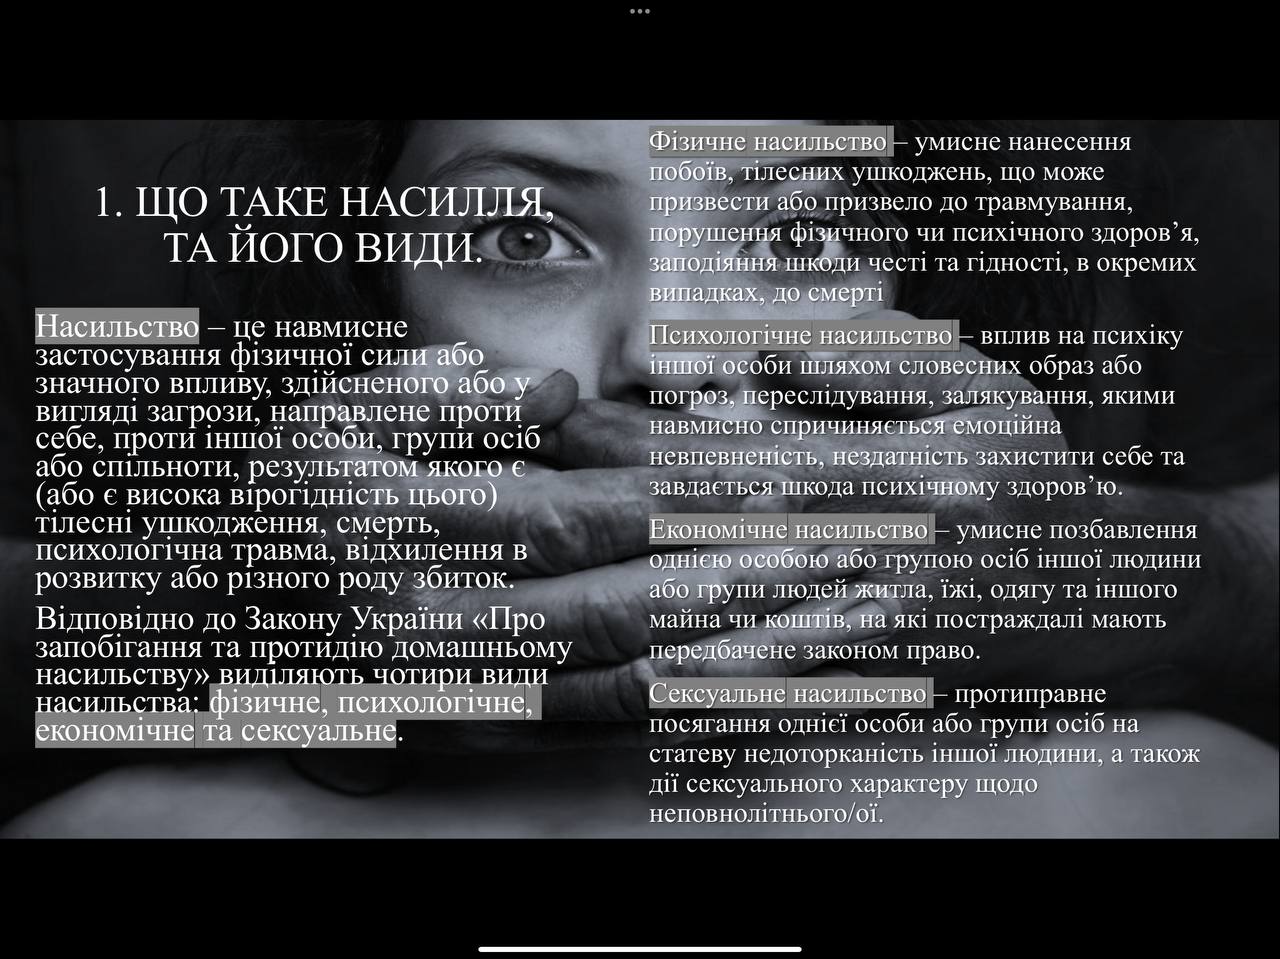 1. ЩО ТАКЕ НАСИЛЛЯ,
ТА ЙОГО ВИДИ.
Насильство – це навмисне
застосування фізичної сили або
значного впливу, здійсненого або у
вигляді загрози, направлене проти
себе, проти іншої особи, групи осіб
або спільноти, результатом якого є
(або є висока вірогідність цього)
тілесні ушкодження, смерть,
психологічна травма, відхилення в
розвитку або різного роду збиток.
Відповідно до Закону України «Про
запобігання та протидію домашньому
насильству» виділяють чотири види
насильства: фізичне, психологічне,
економічне та сексуальне.
Фізичне насильство – умисне нанесення
побоїв, тілесних ушкоджень, що може
призвести або призвело до травмування,
порушення фізичного чи психічного здоров’я,
заподіяння шкоди честі та гідності, в окремих
випадках, до смерті
Психологічне насильство – вплив на психіку
іншої особи шляхом словесних образ або
погроз, переслідування, залякування, якими
навмисно спричиняється емоційна
невпевненість, нездатність захистити себе та
завдається шкода психічному здоров’ю.
Економічне насильство – умисне позбавлення
однією особою або групою осіб іншої людини
або групи людей житла, їжі, одягу та іншого
майна чи коштів, на які постраждалі мають
передбачене законом право.
Сексуальне насильство – протиправне
посягання однієї особи або групи осіб на
статеву недоторканість іншої людини, а також
дії сексуального характеру щодо
неповнолітнього/ої.